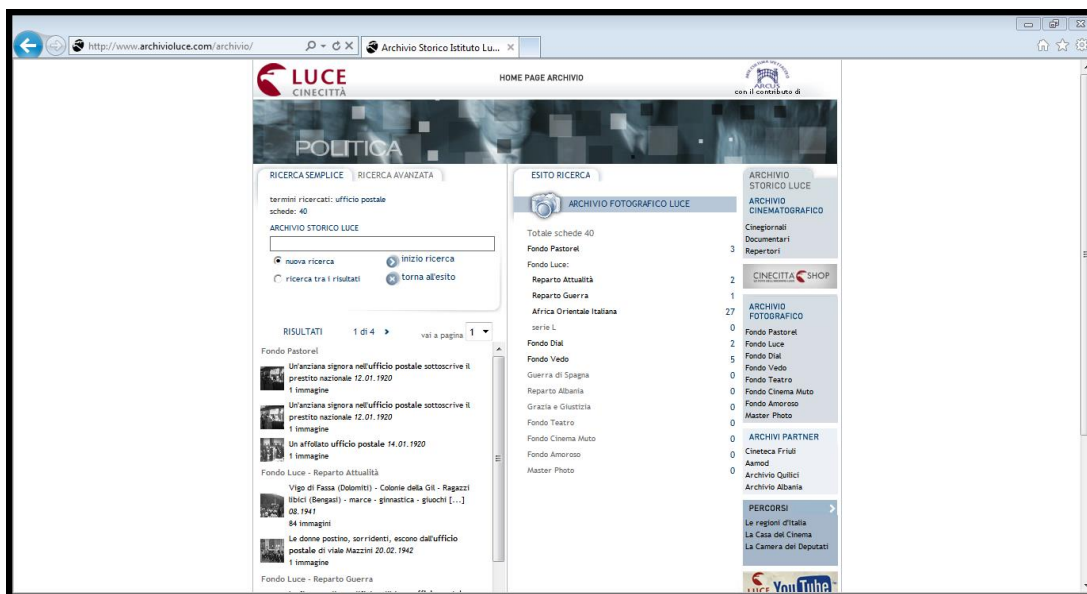 http://www.archivioluce.com/archivio/
Archivio Storico Istituto Lu...
LUCE
CINECITTÀ
HOME PAGE ARCHIVIO
ARCUS
con il contributo di
POLITICA
RICERCA SEMPLICE
RICERCA AVANZATA
termini ricercati: ufficio postale
schede: 40
ARCHIVIO STORICO LUCE
nuova ricerca
inizio ricerca
ricerca tra i risultati
torna all'esito
RISULTATI 1 di 4
vai a pagina 1
Fondo Pastorel
Un'anziana signora nell'ufficio postale sottoscrive il
prestito nazionale 12.01.1920
1 immagine
Un'anziana signora nell'ufficio postale sottoscrive il
prestito nazionale 12.01.1920
1 immagine
Un affollato ufficio postale 14.01.1920
1 immagine
Fondo Luce - Reparto Attualità
Vigo di Fassa (Dolomiti) - Colonie della Gil - Ragazzi
libici (Bengasi) - marce - ginnastica - giuochi [...]
08.1941
84 immagini
Le donne postino, sorridenti, escono dall'ufficio
postale di viale Mazzini 20.02.1942
1 immagine
Fondo Luce - Reparto Guerra
ESITO RICERCA
ARCHIVIO FOTOGRAFICO LUCE
Totale schede 40
Fondo Pastorel 3
Fondo Luce:
Reparto Attualità 2
Reparto Guerra 1
Africa Orientale Italiana 27
serie L 0
Fondo Dial 2
Fondo Vedo 5
Guerra di Spagna 0
Reparto Albania 0
Grazia e Giustizia 0
Fondo Teatro 0
Fondo Cinema Muto 0
Fondo Amoroso 0
Master Photo 0
ARCHIVIO
STORICO LUCE
ARCHIVIO
CINEMATOGRAFICO
Cinegiornali
Documentari
Repertori
CINECITTA SHOP
ARCHIVIO
FOTOGRAFICO
Fondo Pastorel
Fondo Luce
Fondo Dial
Fondo Vedo
Fondo Teatro
Fondo Cinema Muto
Fondo Amoroso
Master Photo
ARCHIVI PARTNER
Cineteca Friuli
Aamod
Archivio Quilici
Archivio Albania
PERCORSI
Le regioni d'Italia
La Casa del Cinema
La Camera dei Deputati
LUCE YouTube